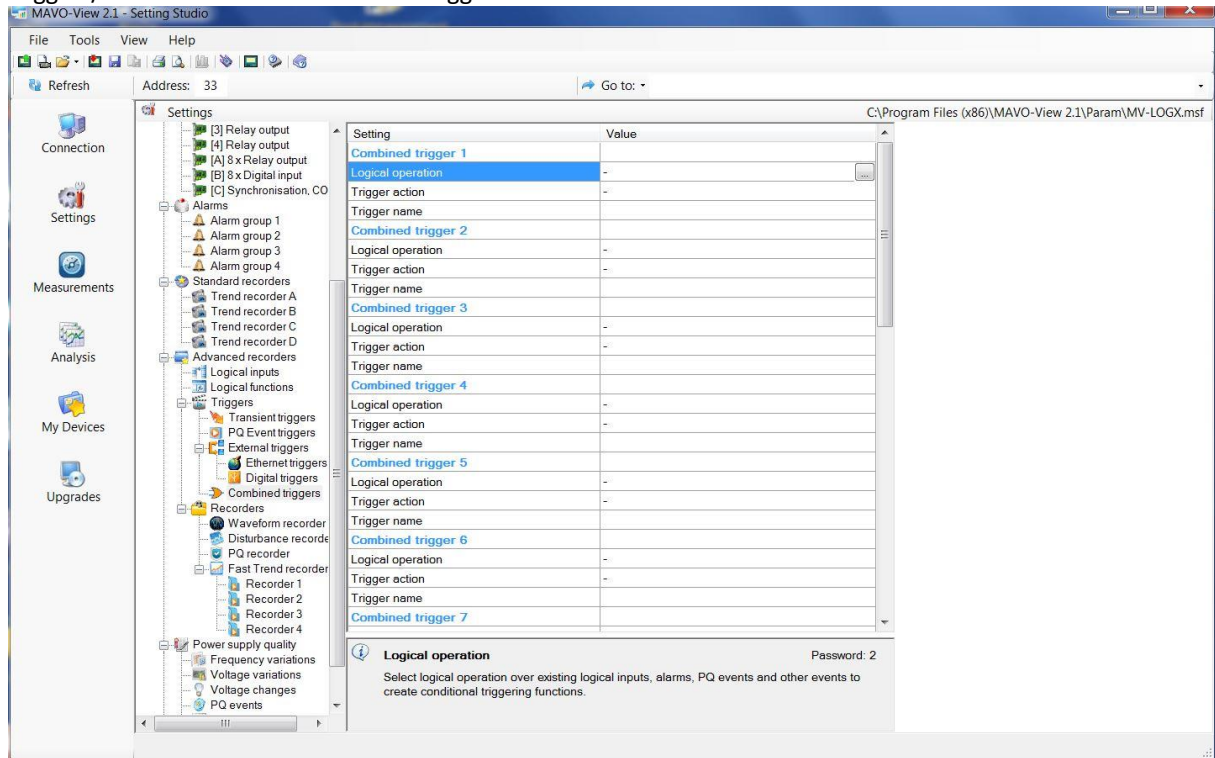 MAVO-View 2.1 - Setting Studio
File Tools View Help
Refresh Address: 33 Go to:
Settings C:\Program Files (x86)\MAVO-View 2.1\Param\MV-LOGX.msf
Connection
Settings
Measurements
Analysis
My Devices
Upgrades
[3] Relay output
[4] Relay output
[A] 8 x Relay output
[B] 8 x Digital input
[C] Synchronisation, CO
Alarms
Alarm group 1
Alarm group 2
Alarm group 3
Alarm group 4
Standard recorders
Trend recorder A
Trend recorder B
Trend recorder C
Trend recorder D
Advanced recorders
Logical inputs
Logical functions
Triggers
Transient triggers
PQ Event triggers
External triggers
Ethernet triggers
Digital triggers
Combined triggers
Recorders
Waveform recorder
Disturbance recorde
PQ recorder
Fast Trend recorder
Recorder 1
Recorder 2
Recorder 3
Recorder 4
Power supply quality
Frequency variations
Voltage variations
Voltage changes
PQ events
Setting Value
Combined trigger 1
Logical operation - ...
Trigger action -
Trigger name
Combined trigger 2
Logical operation -
Trigger action -
Trigger name
Combined trigger 3
Logical operation -
Trigger action -
Trigger name
Combined trigger 4
Logical operation -
Trigger action -
Trigger name
Combined trigger 5
Logical operation -
Trigger action -
Trigger name
Combined trigger 6
Logical operation -
Trigger action -
Trigger name
Combined trigger 7
Logical operation Password: 2
Select logical operation over existing logical inputs, alarms, PQ events and other events to
create conditional triggering functions.